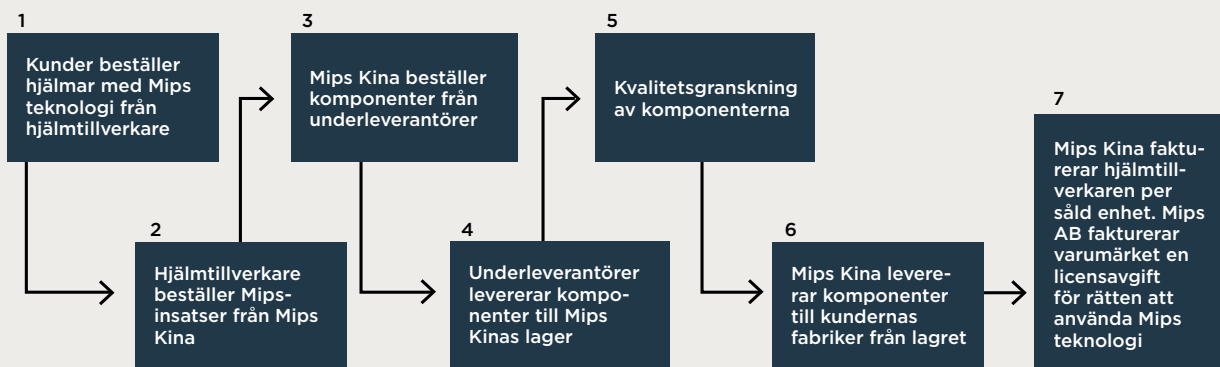 1
Kunder beställer
hjälmar med Mips
teknologi från
hjälmtillverkare
2
Hjälmtillverkare
beställer Mips-
insatser från Mips
Kina
3
Mips Kina beställer
komponenter från
underleverantörer
4
Underleverantörer
levererar kompo-
nenter till Mips
Kinas lager
5
Kvalitetsgranskning
av komponenterna
6
Mips Kina levere-
rar komponenter
till kundernas
fabriker från lagret
7
Mips Kina faktu-
rerar hjälmtill-
verkaren per
såld enhet. Mips
AB fakturerar
varumärket en
licensavgift
för rätten att
använda Mips
teknologi